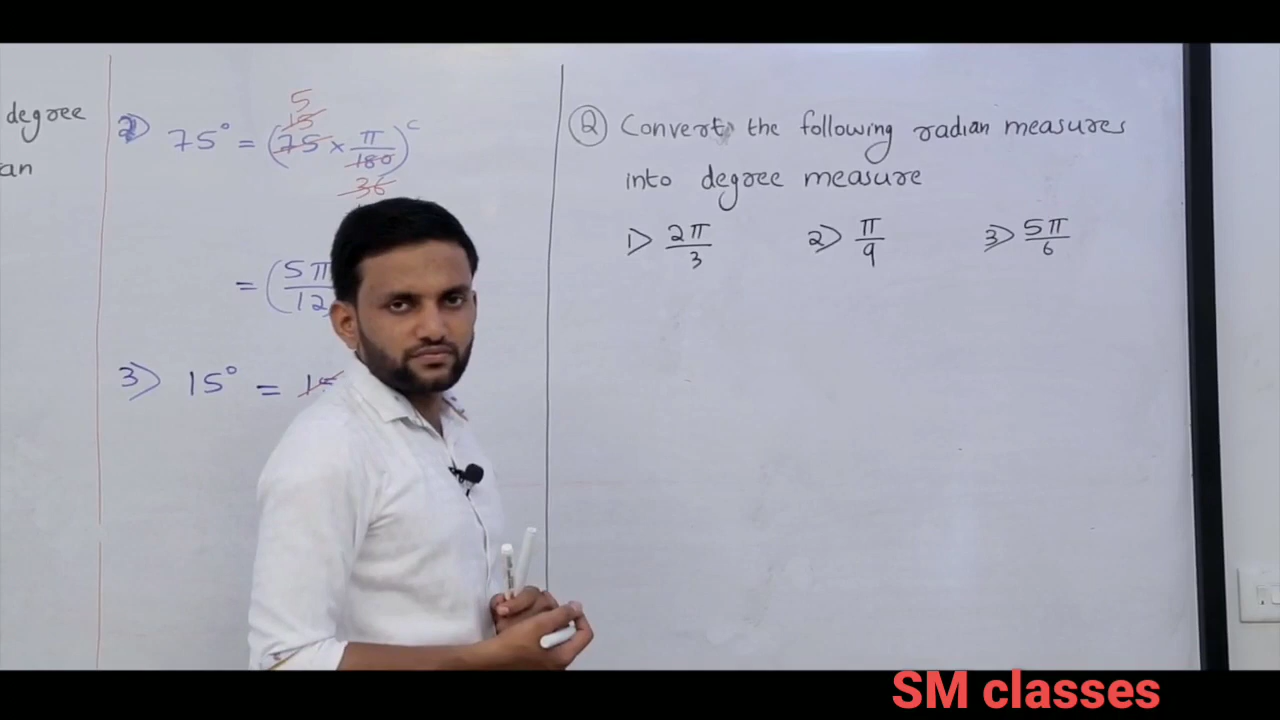 degree
an
2) 75° = (75 × π/180)ᶜ
5
15
36
= (5π/12
3) 15° = 15
Q Convert the following radian measures
into degree measure
1) 2π/3 2) π/9 3) 5π/6
SM classes